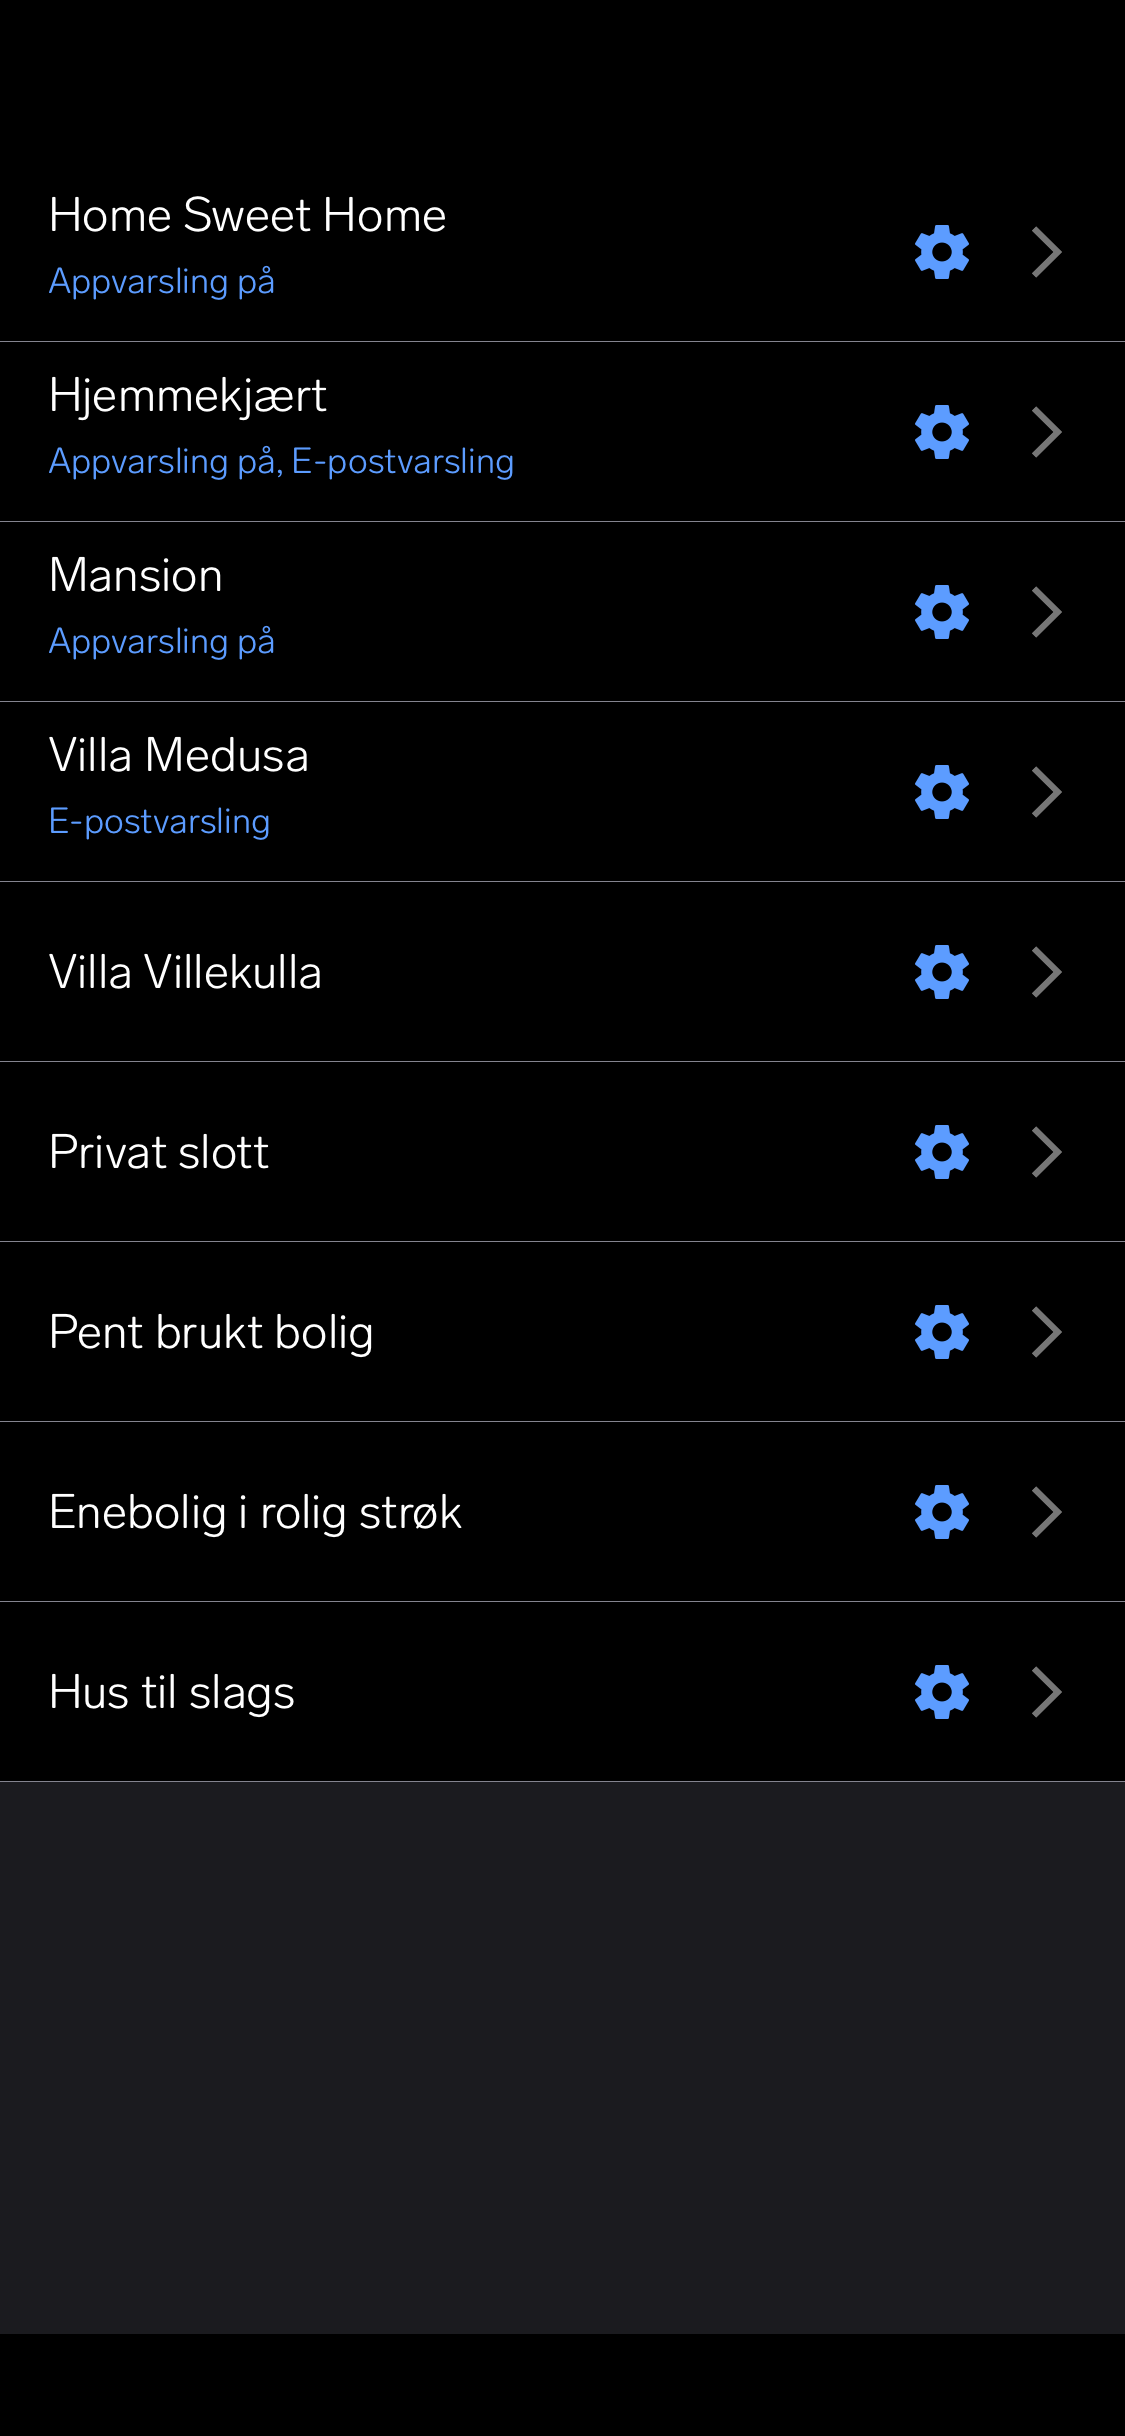 Home Sweet Home
Appvarsling på
Hjemmekjært
Appvarsling på, E-postvarsling
Mansion
Appvarsling på
Villa Medusa
E-postvarsling
Villa Villekulla
Privat slott
Pent brukt bolig
Enebolig i rolig strøk
Hus til slags